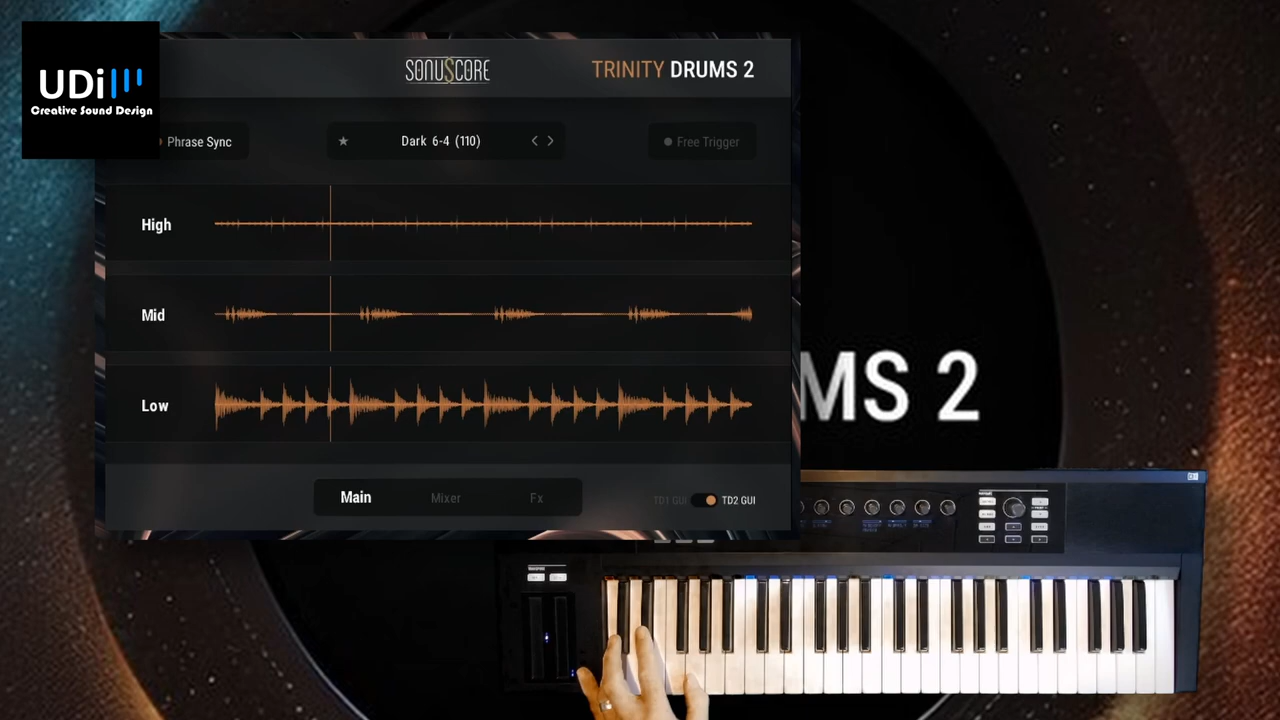 UDi
Creative Sound Design
SONUSCORE
TRINITY DRUMS 2
Phrase Sync
★ Dark 6-4 (110) < >
Free Trigger
High
Mid
Low
Main
Mixer
Fx
TD1 GUI
TD2 GUI
MS 2